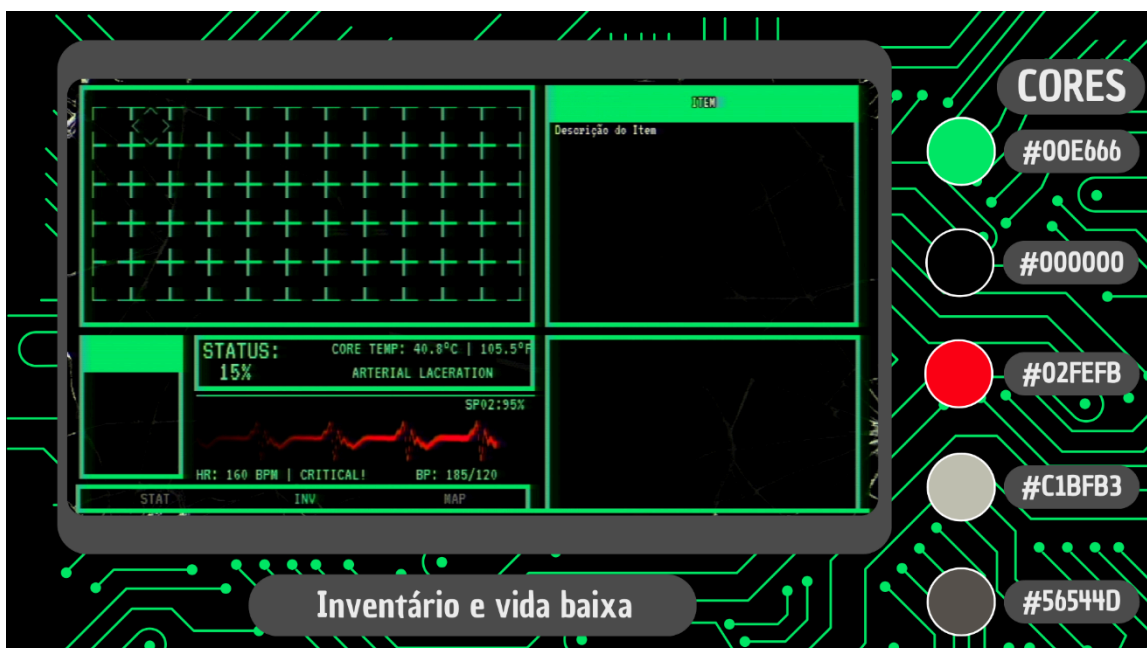 ITEM
Descrição do Item
STATUS:
15%
CORE TEMP: 40.8°C | 105.5°F
ARTERIAL LACERATION
SPO2:95%
HR: 160 BPM | CRITICAL!
BP: 185/120
STAT
INV
MAP
Inventário e vida baixa
CORES
#00E666
#000000
#02FEFB
#C1BFB3
#56544D